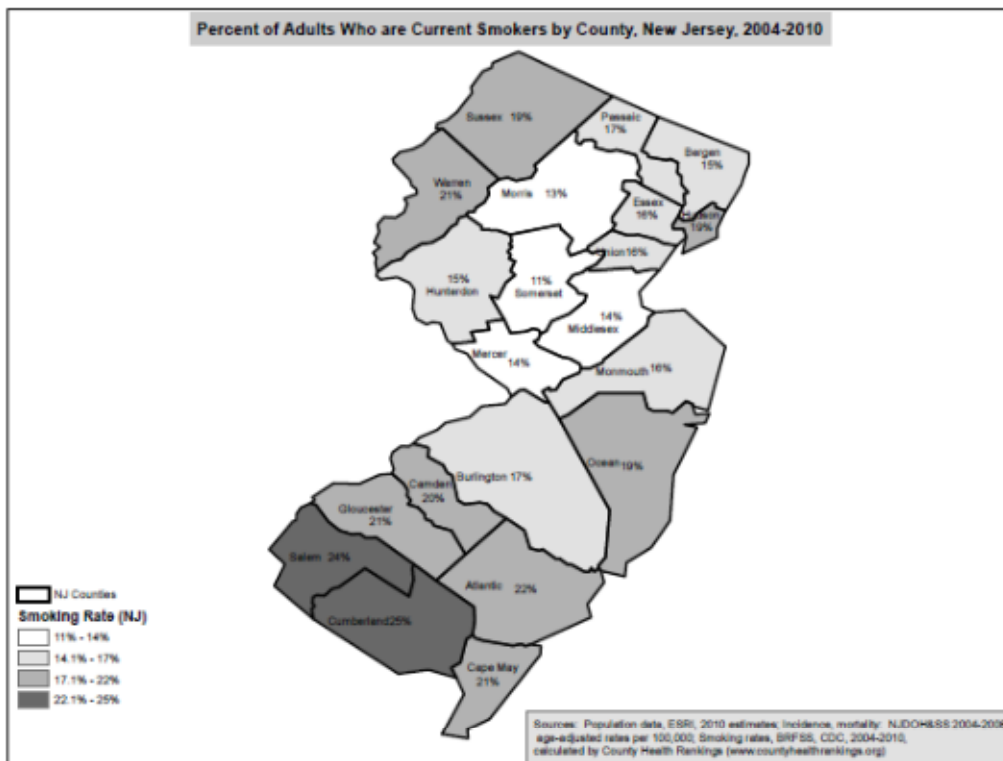 Percent of Adults Who are Current Smokers by County, New Jersey, 2004-2010
Sussex 19%
Passaic
17%
Bergen
15%
Warren
21%
Morris 13%
Essex
16%
Hudson
19%
Union 16%
15%
Hunterdon
11%
Somerset
14%
Middlesex
Mercer 14%
Monmouth 16%
Burlington 17%
Ocean 19%
Camden
20%
Gloucester
21%
Salem 24%
Atlantic 22%
Cumberland 25%
Cape May
21%
NJ Counties
Smoking Rate (NJ)
11% - 14%
14.1% - 17%
17.1% - 22%
22.1% - 25%
Sources: Population data, ESRI, 2010 estimates; Incidence, mortality: NJDOH&SS 2004-2008
age-adjusted rates per 100,000; Smoking rates, BRFSS, CDC, 2004-2010,
calculated by County Health Rankings (www.countyhealthrankings.org)